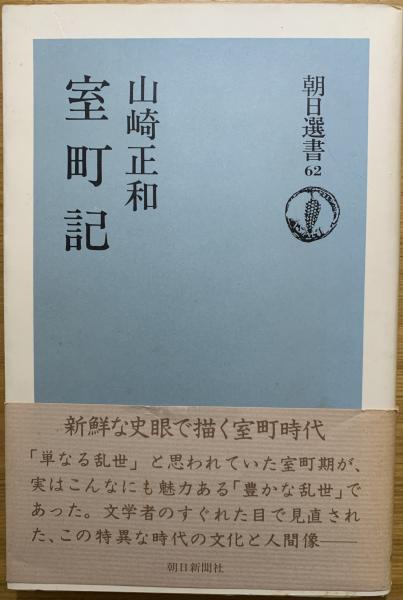 朝日選書 62
山崎正和
室町記
新鮮な史眼で描く室町時代
「単なる乱世」と思われていた室町期が、
実はこんなにも魅力ある「豊かな乱世」で
あった。文学者のすぐれた目で見直され
た、この特異な時代の文化と人間像――
朝日新聞社